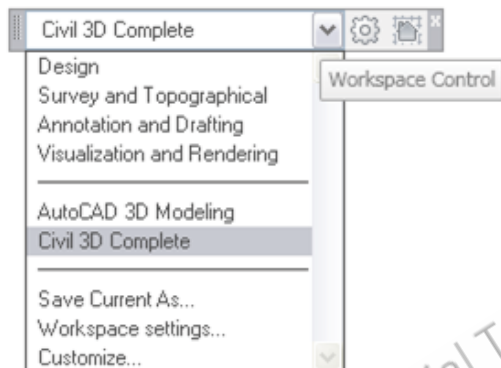 Civil 3D Complete
Workspace Control
Design
Survey and Topographical
Annotation and Drafting
Visualization and Rendering
AutoCAD 3D Modeling
Civil 3D Complete
Save Current As...
Workspace settings...
Customize...